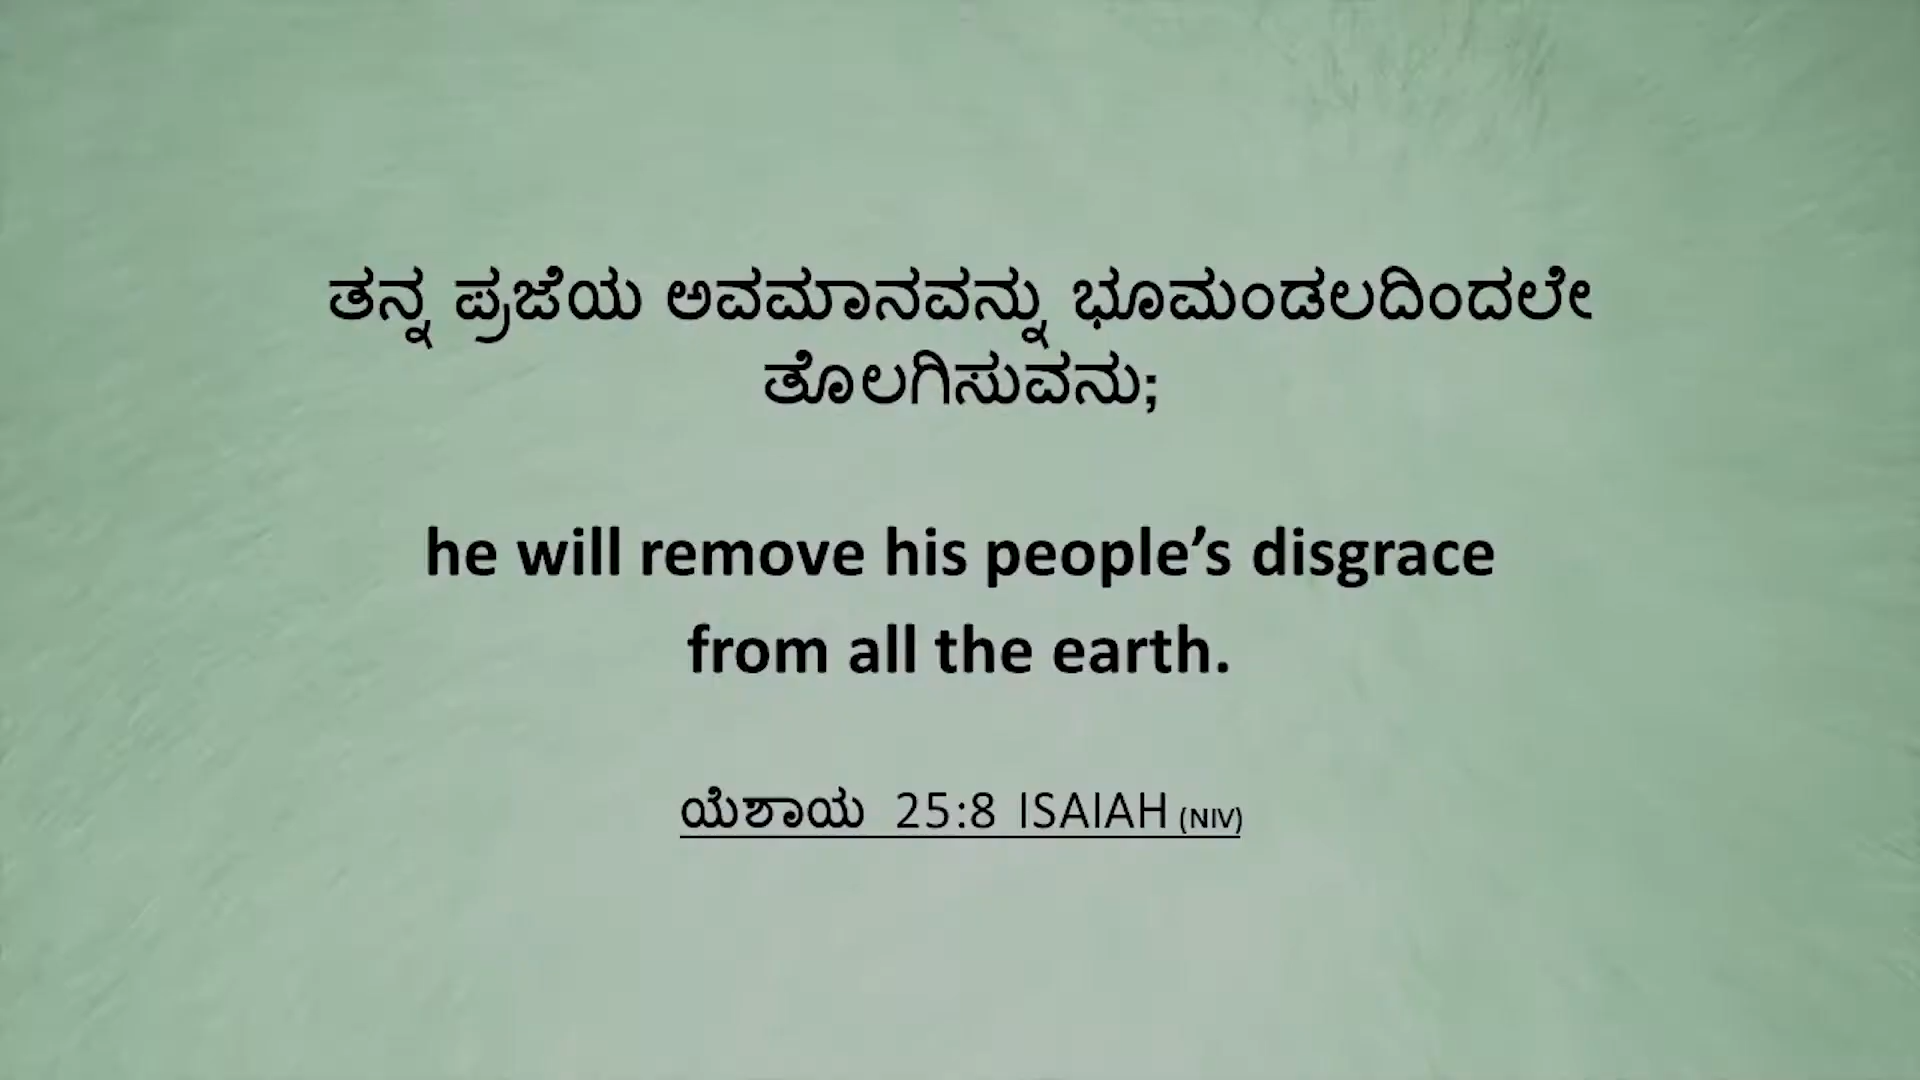 ತನ್ನ ಪ್ರಜೆಯ ಅವಮಾನವನ್ನು ಭೂಮಂಡಲದಿಂದಲೇ
ತೊಲಗಿಸುವನು;
he will remove his people’s disgrace
from all the earth.
ಯೆಶಾಯ 25:8 ISAIAH (NIV)